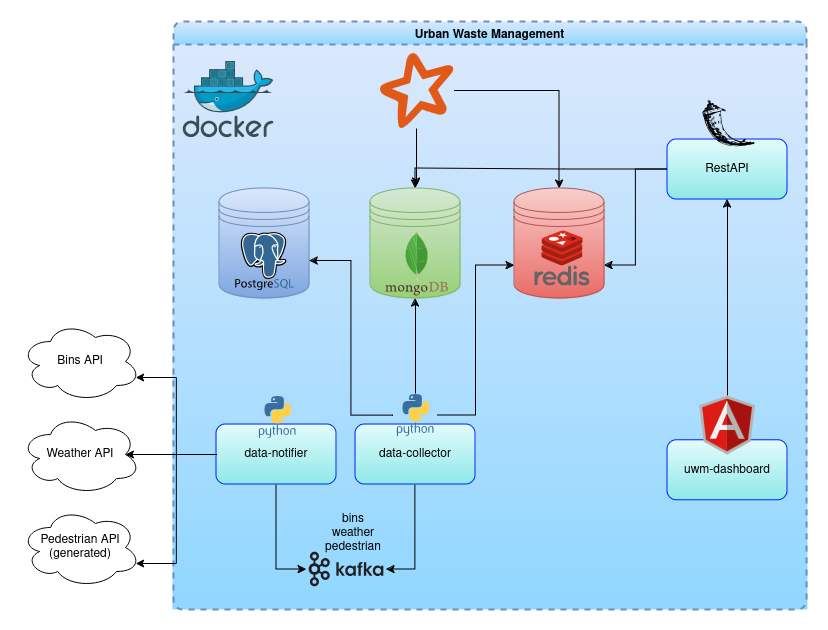 Urban Waste Management
docker
RestAPI
PostgreSQL
mongoDB
redis
Bins API
python
python
data-notifier
data-collector
Weather API
uwm-dashboard
bins
weather
pedestrian
Pedestrian API
(generated)
kafka